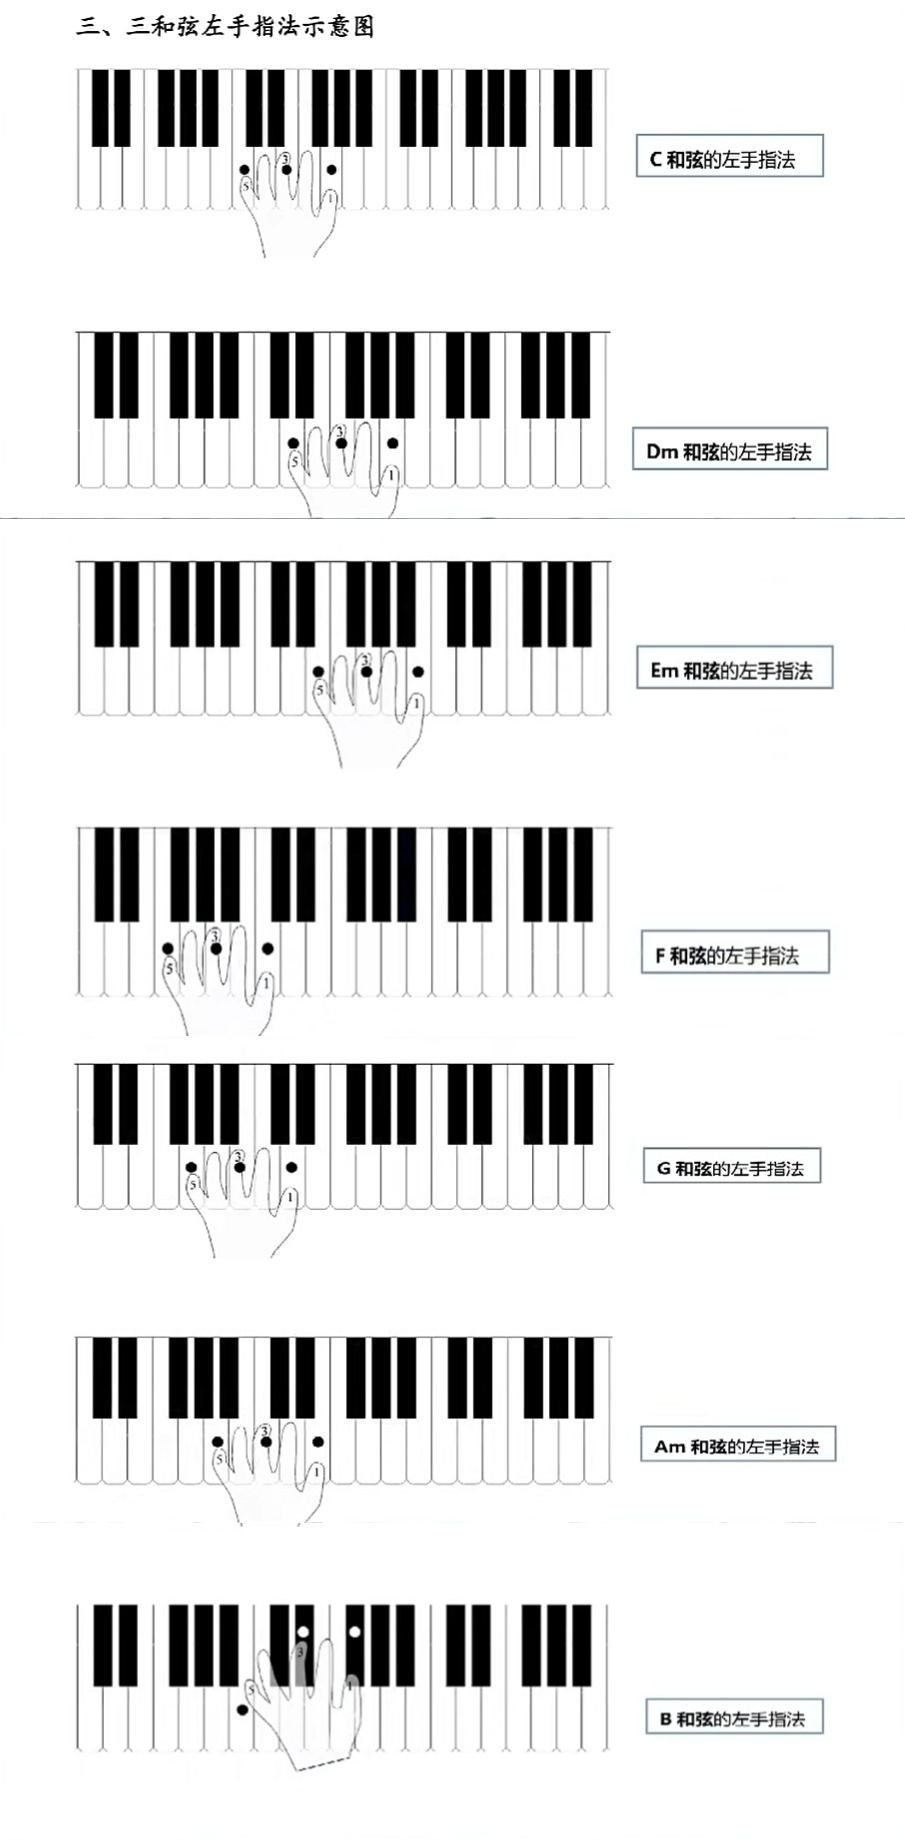 三、三和弦左手指法示意图
5 3 1
C 和弦的左手指法
5 3 1
Dm 和弦的左手指法
5 3 1
Em 和弦的左手指法
5 3 1
F 和弦的左手指法
5 3 1
G 和弦的左手指法
5 3 1
Am 和弦的左手指法
5 3 1
B 和弦的左手指法